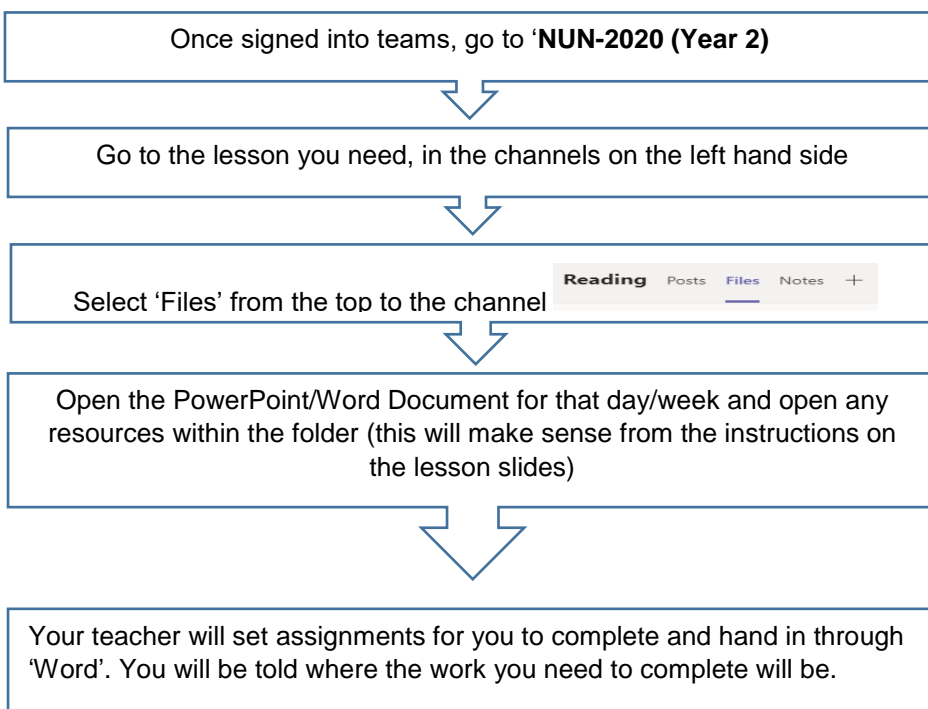 Once signed into teams, go to ‘NUN-2020 (Year 2)
Go to the lesson you need, in the channels on the left hand side
Select ‘Files’ from the top to the channel Reading Posts Files Notes +
Open the PowerPoint/Word Document for that day/week and open any
resources within the folder (this will make sense from the instructions on
the lesson slides)
Your teacher will set assignments for you to complete and hand in through
‘Word’. You will be told where the work you need to complete will be.